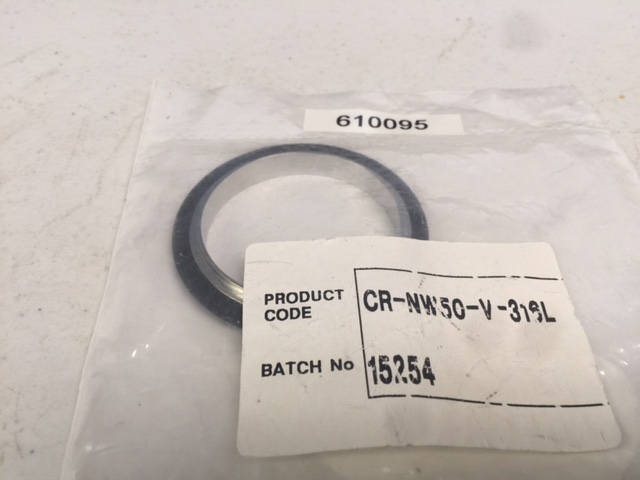 610095
PRODUCT CODE CR-NW50-V-316L
BATCH No 15254